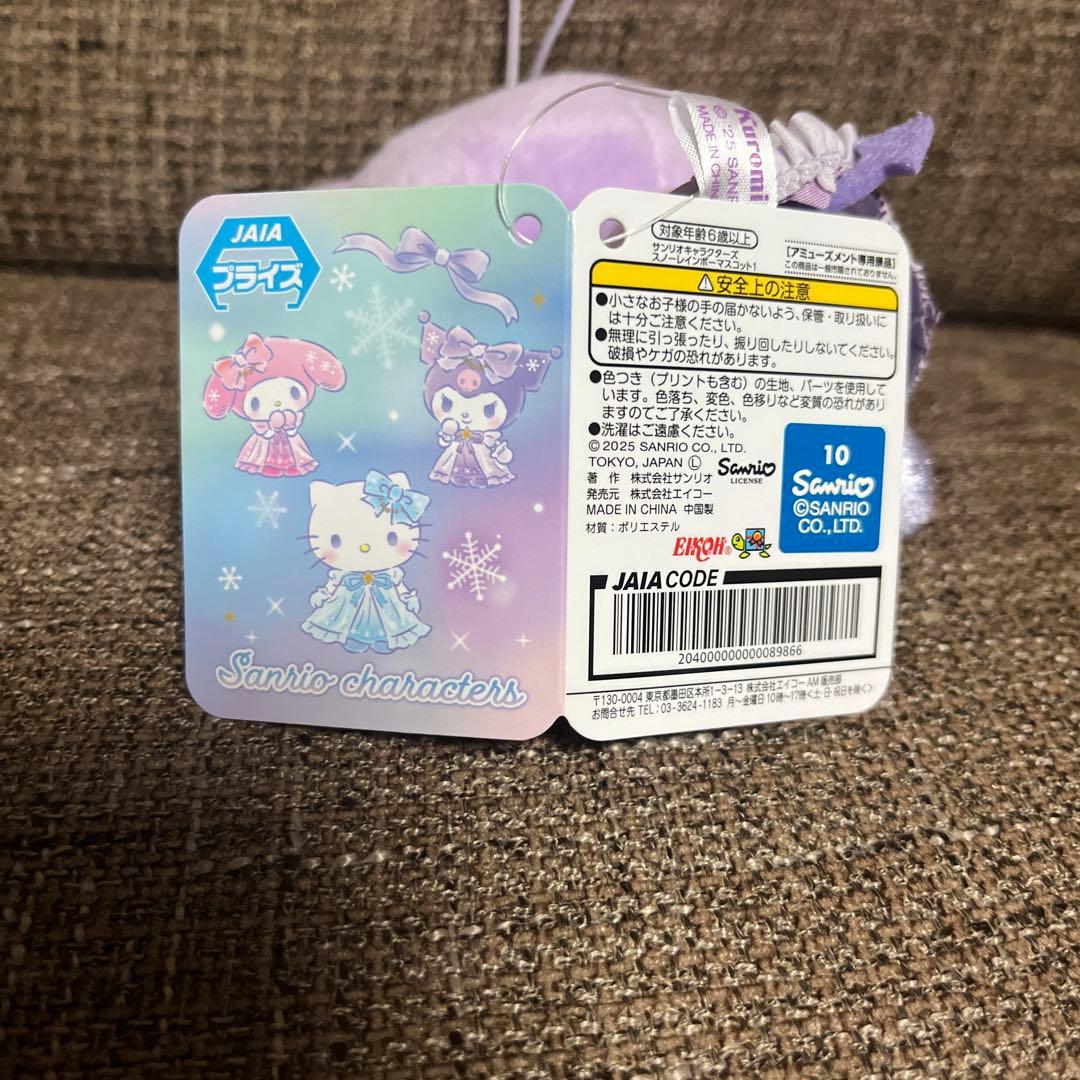 Kuromi
© '25 SANR
MADE IN CHIN
JAIA
プライズ
Sanrio characters
対象年齢6歳以上
サンリオキャラクターズ
スノーレインボーマスコット1
[アミューズメント専用景品]
この商品は一般市販されておりません。
⚠安全上の注意
●小さなお子様の手の届かないよう、保管・取り扱いに
は十分ご注意ください。
●無理に引っ張ったり、振り回したりしないでください。
破損やケガの恐れがあります。
●色つき(プリントも含む)の生地、パーツを使用して
います。色落ち、変色、色移りなど変質の恐れがあり
ますのでご了承ください。
●洗濯はご遠慮ください。
© 2025 SANRIO CO., LTD.
TOKYO, JAPAN Ⓛ
Sanrio
LICENSE
著 作 株式会社サンリオ
発売元 株式会社エイコー
MADE IN CHINA 中国製
材質:ポリエステル
EIKOH®
10
Sanrio
©SANRIO
CO., LTD.
JAIA CODE
204000000000089866
〒130-0004 東京都墨田区本所1-3-13 株式会社エイコー AM販売部
お問合せ先 TEL:03-3624-1183 月〜金曜日10時〜17時<土・日・祝日を除く>